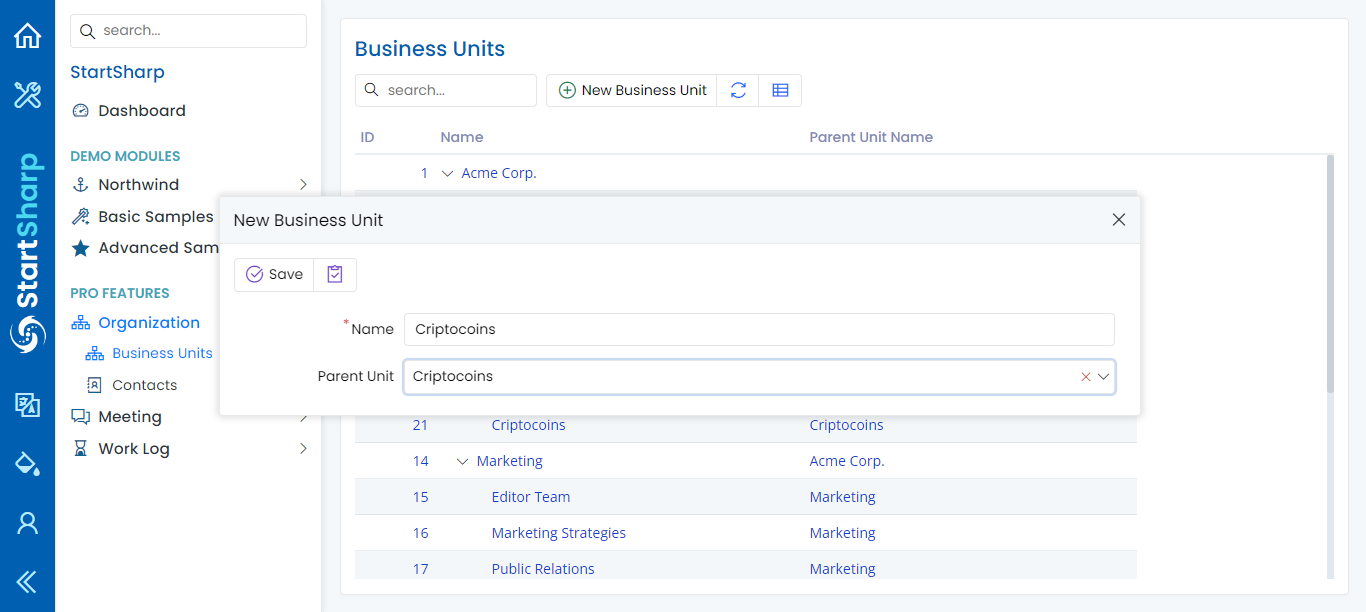 search...
StartSharp
Dashboard
DEMO MODULES
Northwind
Basic Samples
Advanced Sam
PRO FEATURES
Organization
Business Units
Contacts
Meeting
Work Log
StartSharp
Business Units
search...
New Business Unit
ID Name Parent Unit Name
1 Acme Corp.
New Business Unit
Save
*Name Criptocoins
Parent Unit Criptocoins
21 Criptocoins Criptocoins
14 Marketing Acme Corp.
15 Editor Team Marketing
16 Marketing Strategies Marketing
17 Public Relations Marketing